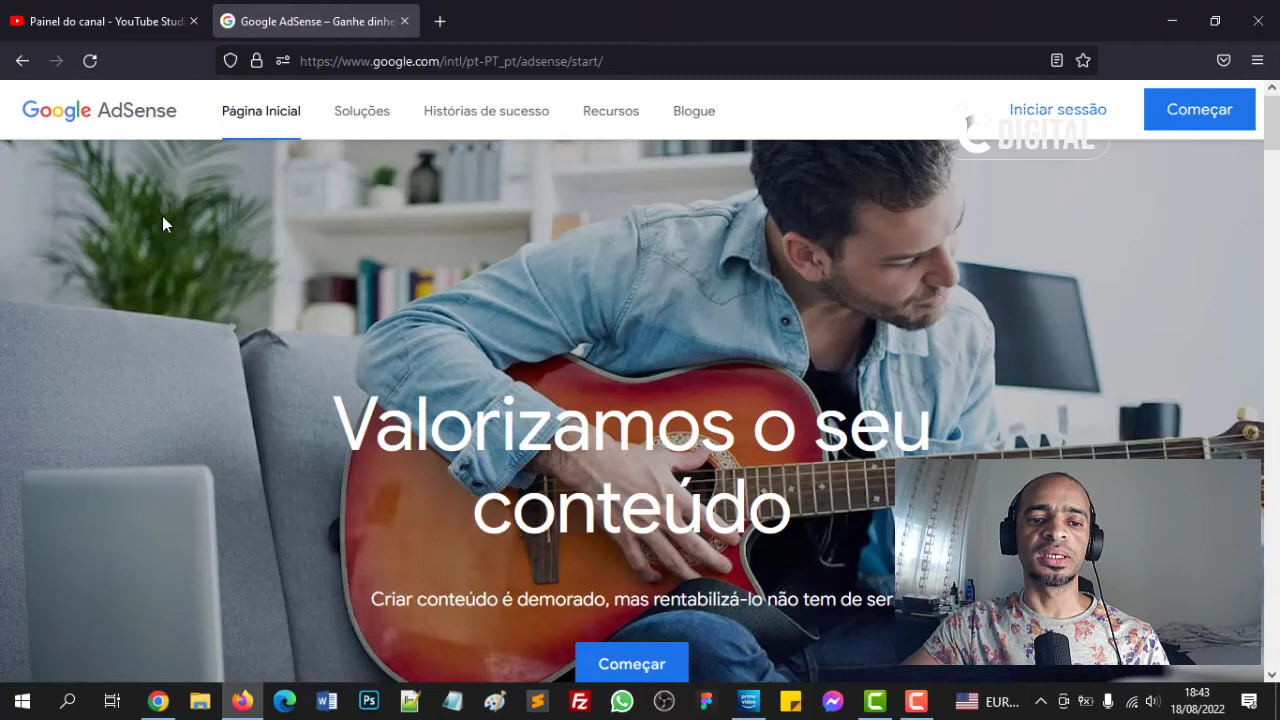 Painel do canal - YouTube Studi
Google AdSense – Ganhe dinhe
https://www.google.com/intl/pt-PT_pt/adsense/start/
Google AdSense
Página Inicial
Soluções
Histórias de sucesso
Recursos
Blogue
Iniciar sessão
Começar
DIGITAL
Valorizamos o seu
conteúdo
Criar conteúdo é demorado, mas rentabilizá-lo não tem de ser
Começar
EUR...
18:43
18/08/2022